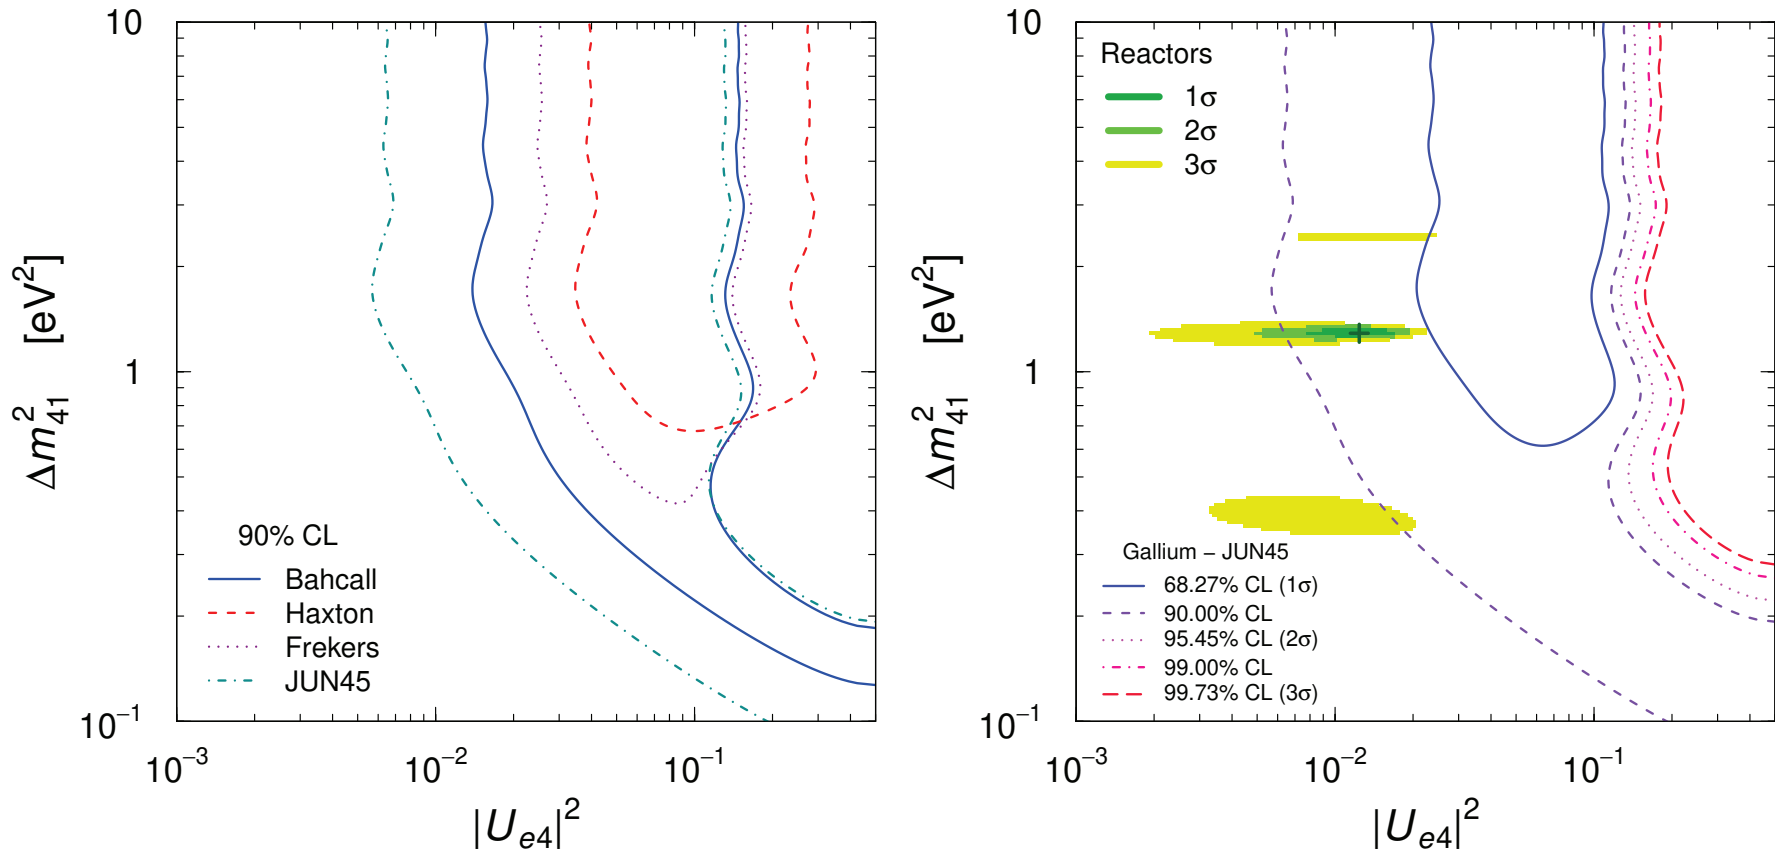 10
1
10⁻¹
10⁻³
10⁻²
10⁻¹
Δm²₄₁ [eV²]
|Uₑ₄|²
90% CL
Bahcall
Haxton
Frekers
JUN45
10
1
10⁻¹
10⁻³
10⁻²
10⁻¹
Δm²₄₁ [eV²]
|Uₑ₄|²
Reactors
1σ
2σ
3σ
Gallium − JUN45
68.27% CL (1σ)
90.00% CL
95.45% CL (2σ)
99.00% CL
99.73% CL (3σ)